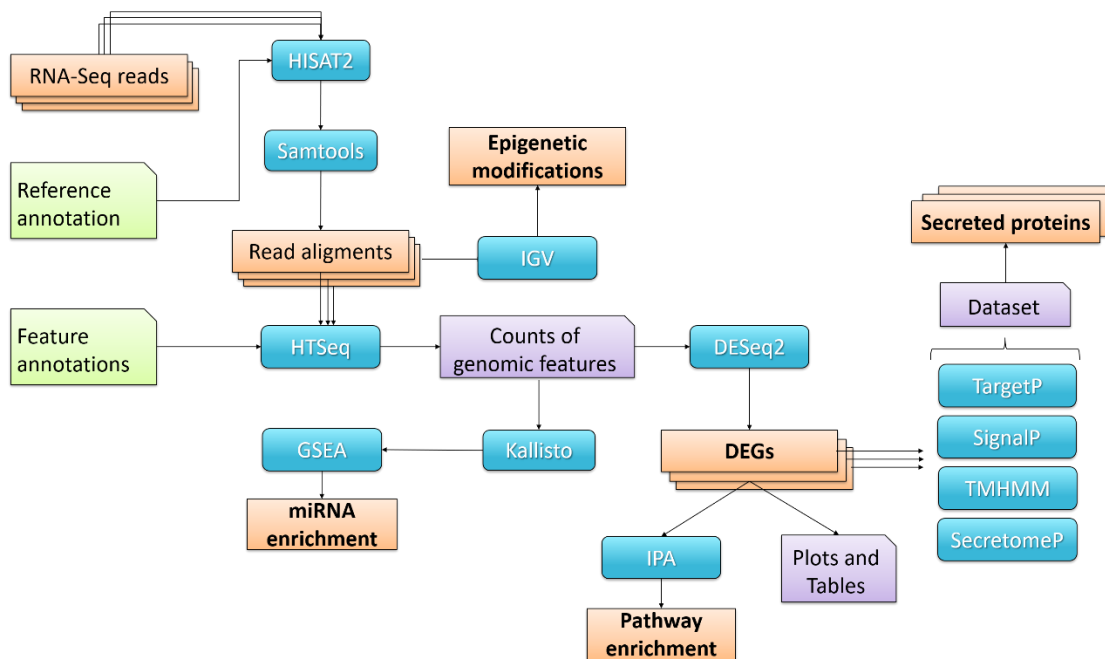 HISAT2
RNA-Seq reads
Samtools
Epigenetic
modifications
Reference
annotation
Secreted proteins
Read aligments
IGV
Dataset
Feature
annotations
HTSeq
Counts of
genomic features
DESeq2
TargetP
GSEA
Kallisto
DEGs
SignalP
TMHMM
miRNA
enrichment
SecretomeP
IPA
Plots and
Tables
Pathway
enrichment